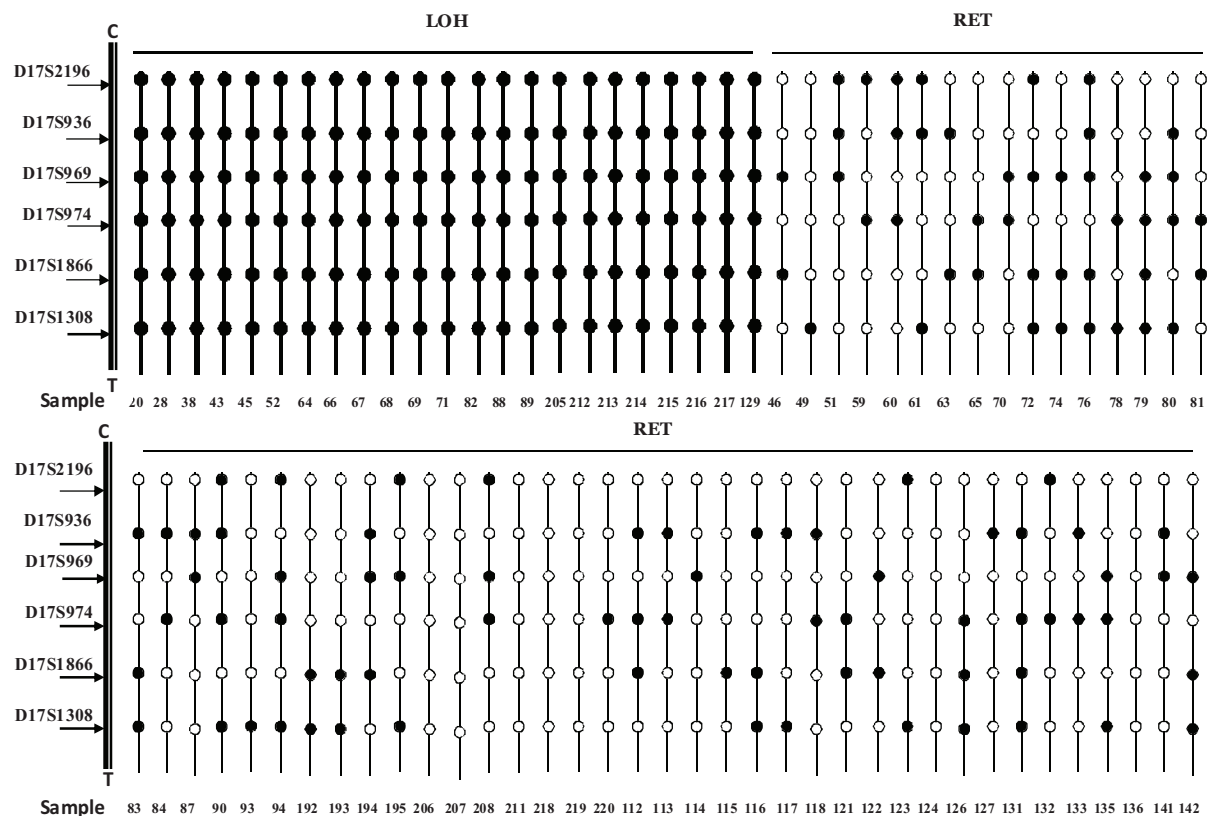 LOH RET
C
D17S2196
D17S936
D17S969
D17S974
D17S1866
D17S1308
T
Sample 20 28 38 43 45 52 64 66 67 68 69 71 82 88 89 205 212 213 214 215 216 217 129 46 49 51 59 60 61 63 65 70 72 74 76 78 79 80 81
RET
C
D17S2196
D17S936
D17S969
D17S974
D17S1866
D17S1308
T
Sample 83 84 87 90 93 94 192 193 194 195 206 207 208 211 218 219 220 112 113 114 115 116 117 118 121 122 123 124 126 127 131 132 133 135 136 141 142